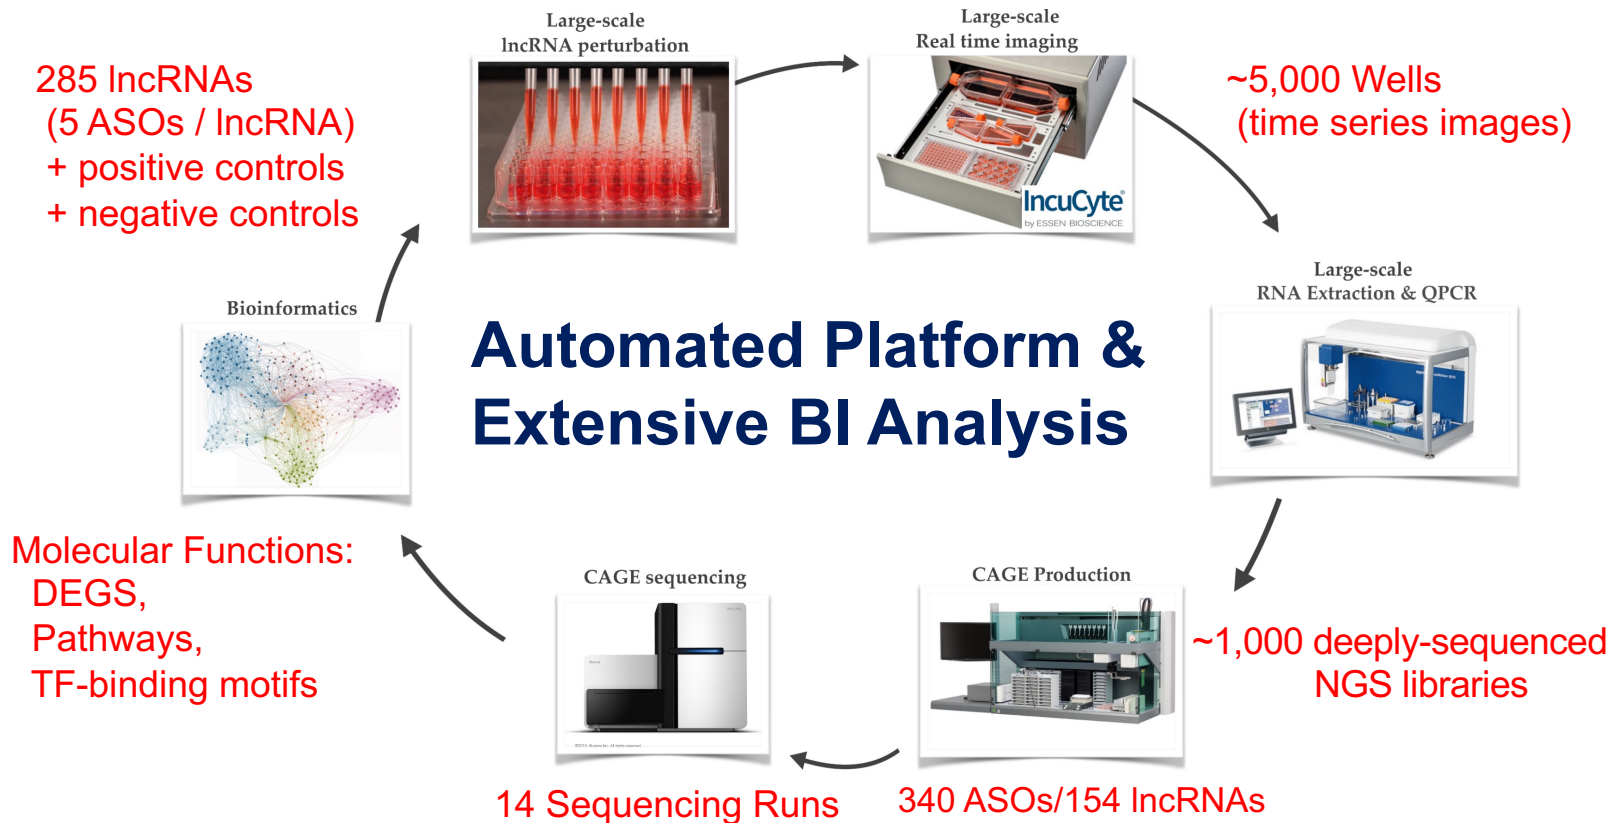 Large-scale
lncRNA perturbation
Large-scale
Real time imaging
285 lncRNAs
(5 ASOs / lncRNA)
+ positive controls
+ negative controls
~5,000 Wells
(time series images)
IncuCyte®
by ESSEN BIOSCIENCE
Large-scale
RNA Extraction & QPCR
Bioinformatics
Automated Platform &
Extensive BI Analysis
Molecular Functions:
DEGS,
Pathways,
TF-binding motifs
CAGE sequencing
CAGE Production
~1,000 deeply-sequenced
NGS libraries
14 Sequencing Runs
340 ASOs/154 lncRNAs